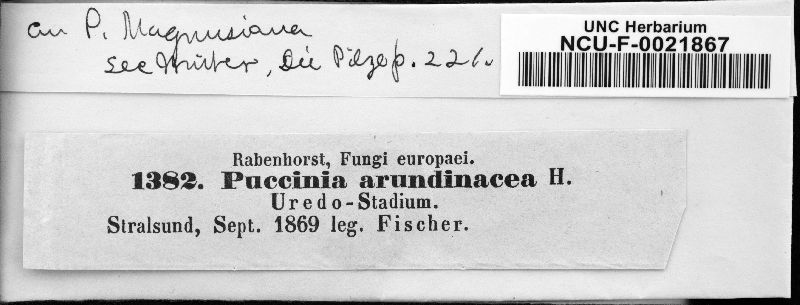 an P. Magnusiana
see Winter, Die Pilze p. 221.
UNC Herbarium
NCU-F-0021867
Rabenhorst, Fungi europaei.
1382. Puccinia arundinacea H.
Uredo-Stadium.
Stralsund, Sept. 1869 leg. Fischer.